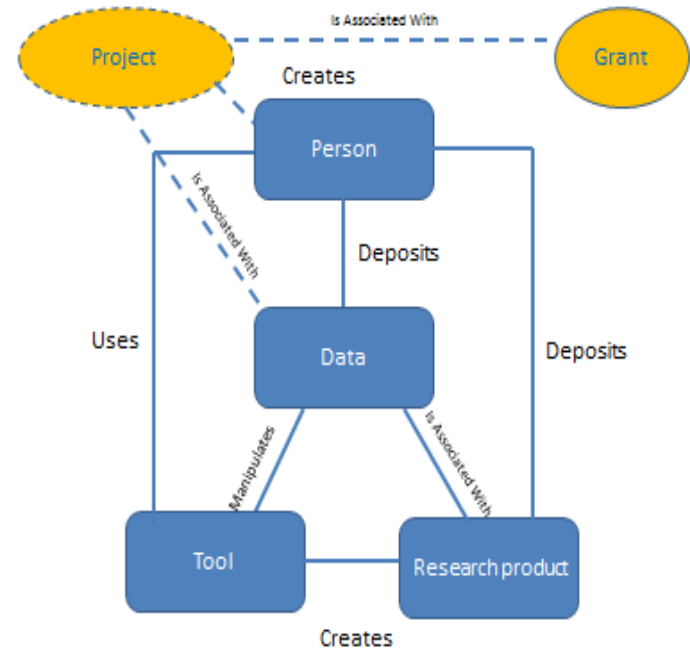 Is Associated With
Project
Grant
Creates
Person
Is Associated With
Deposits
Uses
Data
Deposits
Manipulates
Is Associated With
Tool
Research product
Creates